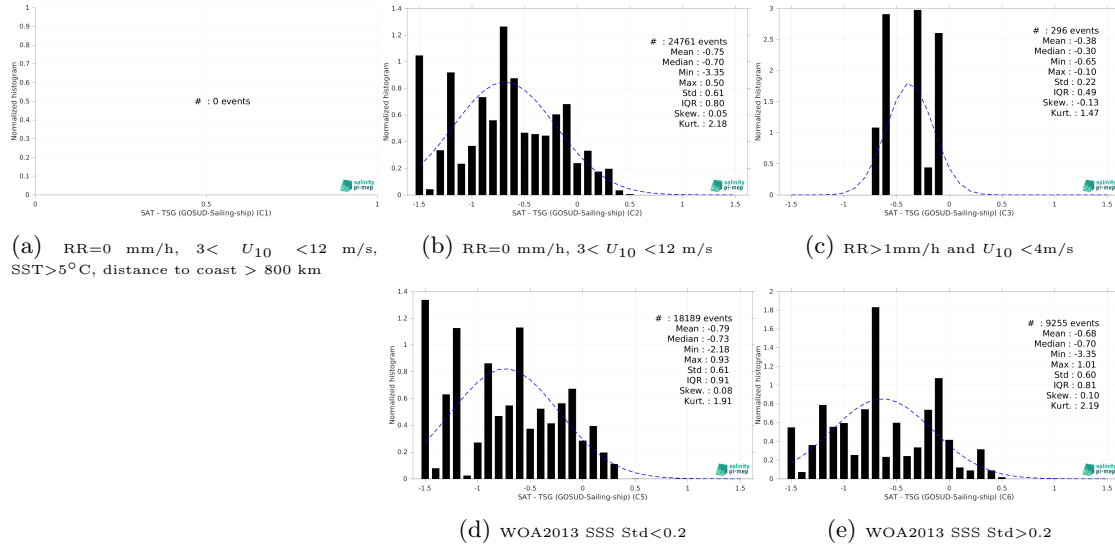 1
0.9
0.8
0.7
0.6
0.5
0.4
0.3
0.2
0.1
0
Normalized histogram
# : 0 events
salinity
pi-mep
0 0.5 1
SAT - TSG (GOSUD-Sailing-ship) (C1)
(a) RR=0 mm/h, 3< U10 <12 m/s,
SST>5°C, distance to coast > 800 km
1.4
1.2
1
0.8
0.6
0.4
0.2
0
Normalized histogram
# : 24761 events
Mean : -0.75
Median : -0.70
Min : -3.35
Max : 0.50
Std : 0.61
IQR : 0.80
Skew. : 0.05
Kurt. : 2.18
salinity
pi-mep
-1.5 -1 -0.5 0 0.5 1 1.5
SAT - TSG (GOSUD-Sailing-ship) (C2)
(b) RR=0 mm/h, 3< U10 <12 m/s
3
2.5
2
1.5
1
0.5
0
Normalized histogram
# : 296 events
Mean : -0.38
Median : -0.30
Min : -0.65
Max : -0.10
Std : 0.22
IQR : 0.49
Skew. : -0.13
Kurt. : 1.47
salinity
pi-mep
-1.5 -1 -0.5 0 0.5 1 1.5
SAT - TSG (GOSUD-Sailing-ship) (C3)
(c) RR>1mm/h and U10 <4m/s
1.4
1.2
1
0.8
0.6
0.4
0.2
0
Normalized histogram
# : 18189 events
Mean : -0.79
Median : -0.73
Min : -2.18
Max : 0.93
Std : 0.61
IQR : 0.91
Skew. : 0.08
Kurt. : 1.91
salinity
pi-mep
-1.5 -1 -0.5 0 0.5 1 1.5
SAT - TSG (GOSUD-Sailing-ship) (C5)
(d) WOA2013 SSS Std<0.2
2
1.8
1.6
1.4
1.2
1
0.8
0.6
0.4
0.2
0
Normalized histogram
# : 9255 events
Mean : -0.68
Median : -0.70
Min : -3.35
Max : 1.01
Std : 0.60
IQR : 0.81
Skew. : 0.10
Kurt. : 2.19
salinity
pi-mep
-1.5 -1 -0.5 0 0.5 1 1.5
SAT - TSG (GOSUD-Sailing-ship) (C6)
(e) WOA2013 SSS Std>0.2